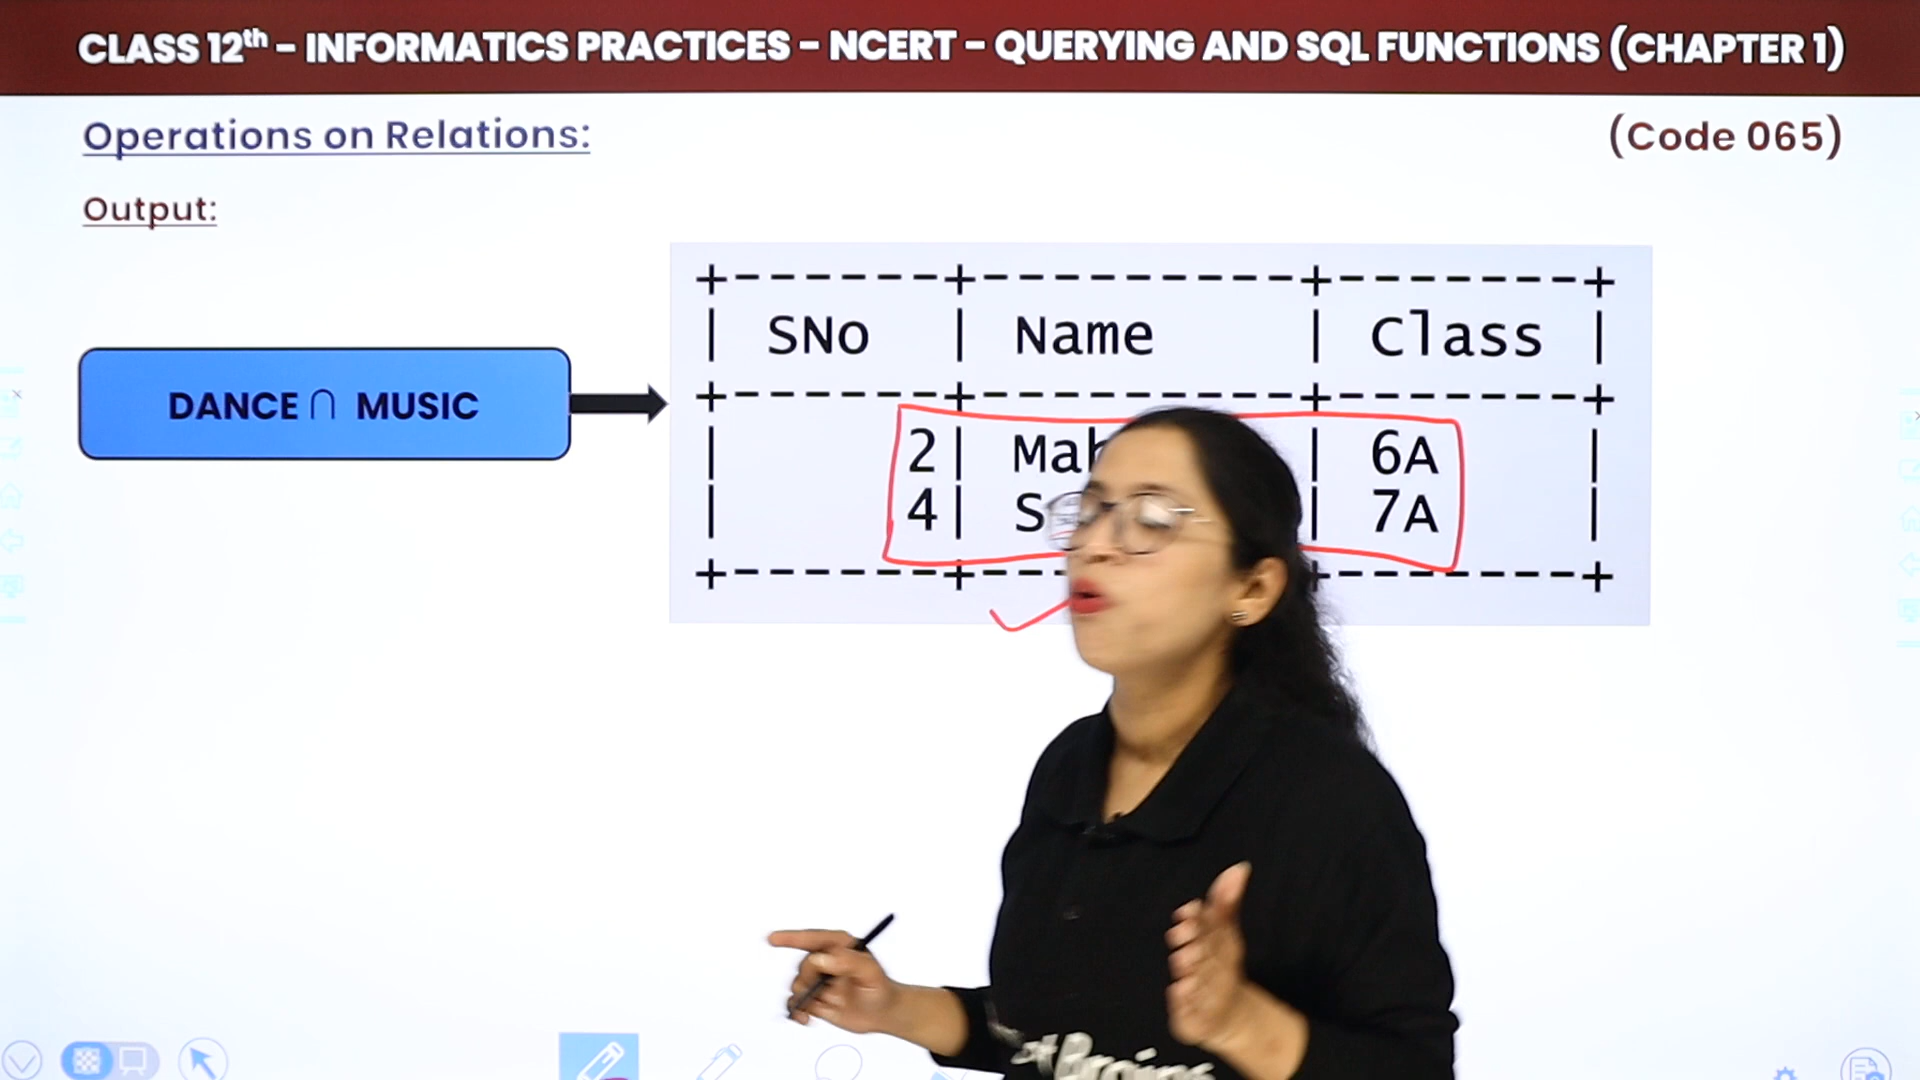 CLASS 12th – INFORMATICS PRACTICES – NCERT – QUERYING AND SQL FUNCTIONS (CHAPTER 1)
Operations on Relations:
(Code 065)
Output:
DANCE ∩ MUSIC
SNo | Name | Class
2 | 6A
4 | 7A